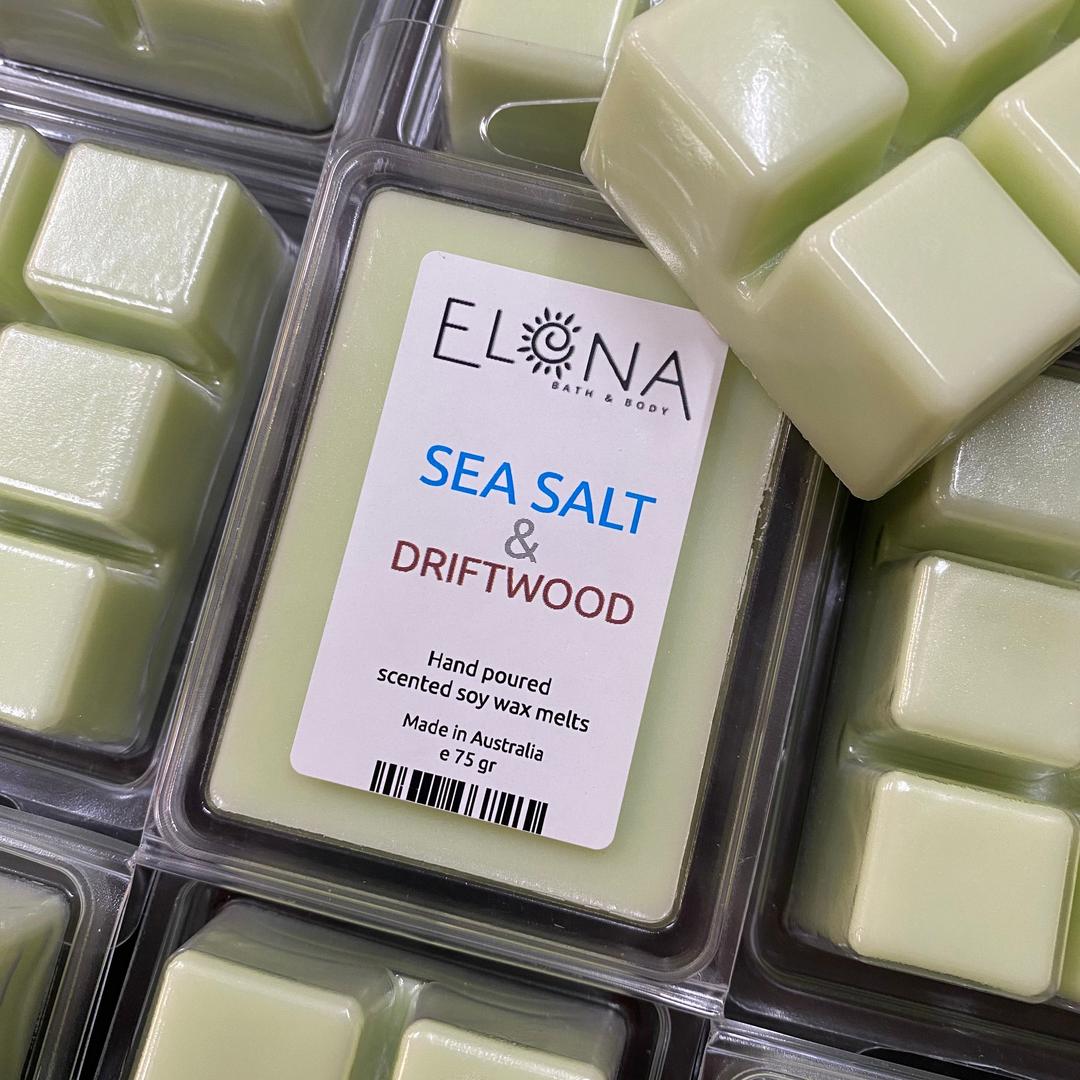 ELONA
BATH & BODY
SEA SALT
&
DRIFTWOOD
Hand poured
scented soy wax melts
Made in Australia
e 75 gr